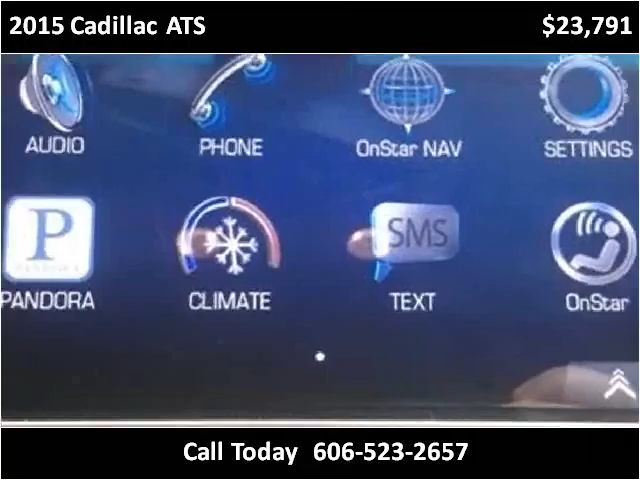 2015 Cadillac ATS $23,791
AUDIO PHONE OnStar NAV SETTINGS
P SMS
PANDORA
PANDORA CLIMATE TEXT OnStar
Call Today 606-523-2657